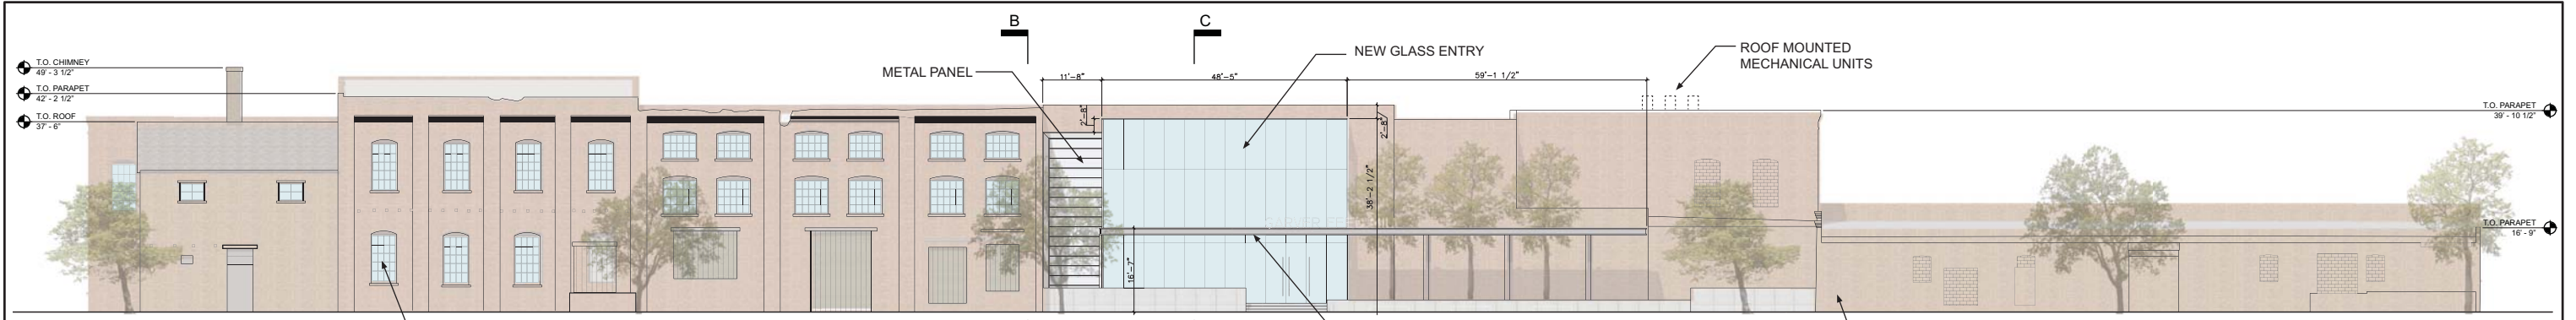 B
C
NEW GLASS ENTRY
ROOF MOUNTED
MECHANICAL UNITS
METAL PANEL
T.O. CHIMNEY
49' - 3 1/2"
T.O. PARAPET
42' - 2 1/2"
T.O. ROOF
37' - 6"
11'-8"
48'-5"
59'-1 1/2"
2'-8"
2'-8"
38'-2 1/2"
16'-7"
T.O. PARAPET
39' - 10 1/2"
T.O. PARAPET
16' - 9"